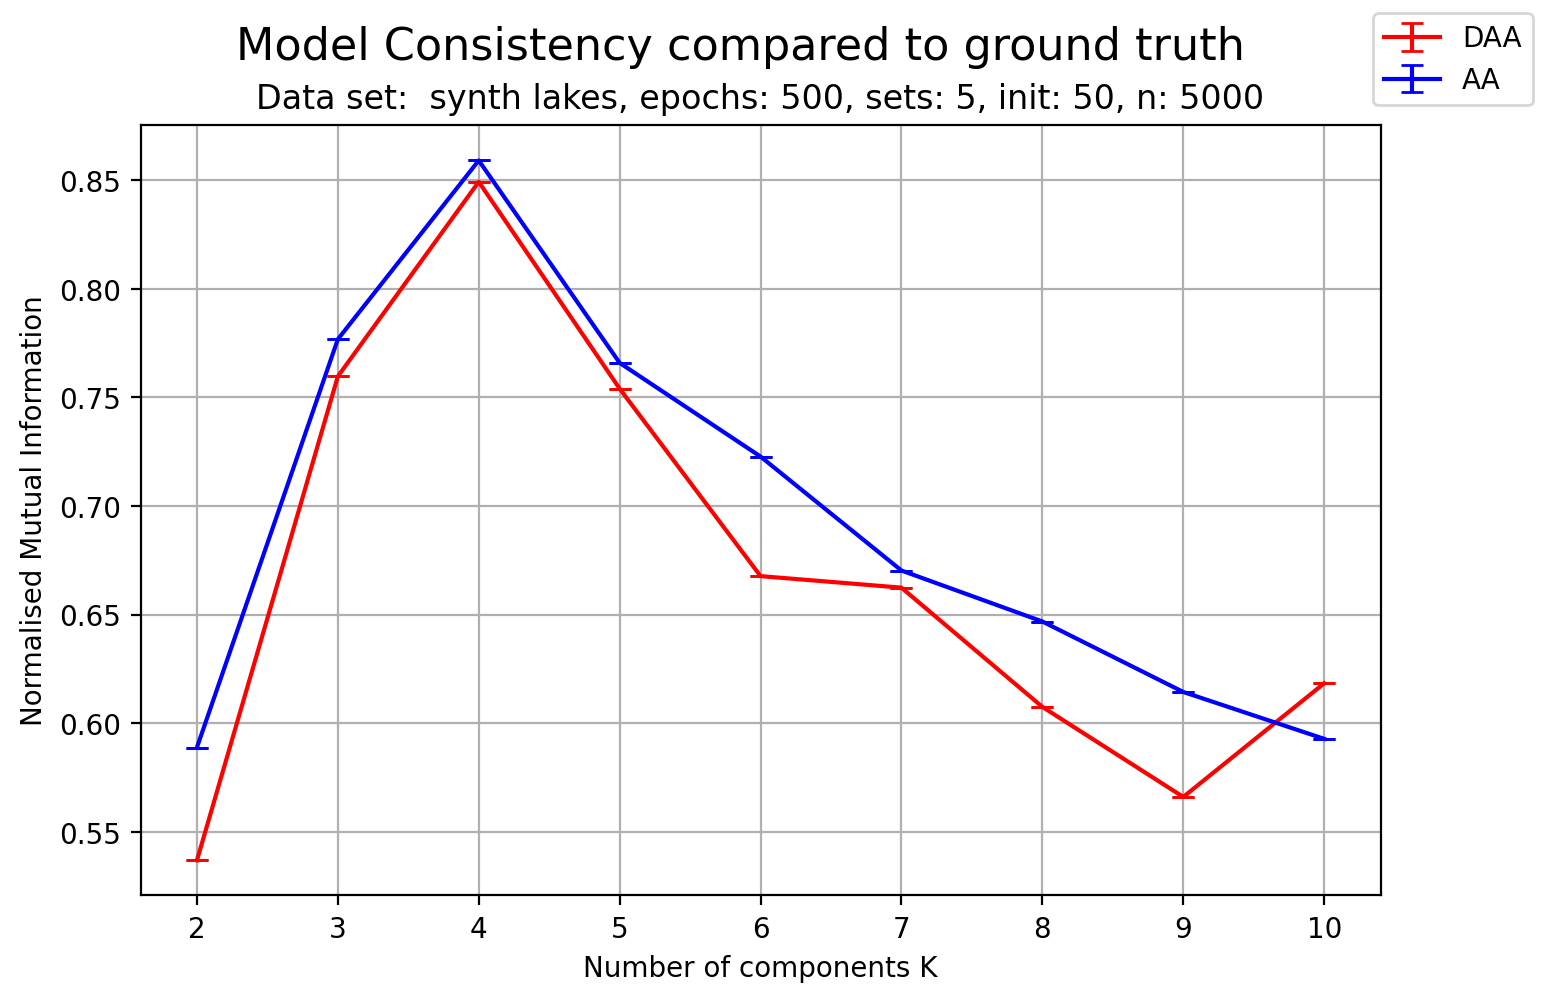 Model Consistency compared to ground truth
Data set:  synth lakes, epochs: 500, sets: 5, init: 50, n: 5000
DAA
AA
Normalised Mutual Information
0.85
0.80
0.75
0.70
0.65
0.60
0.55
2 3 4 5 6 7 8 9 10
Number of components K